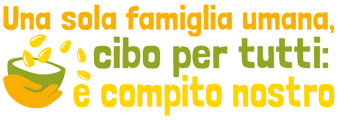 Una sola famiglia umana,
cibo per tutti:
è compito nostro